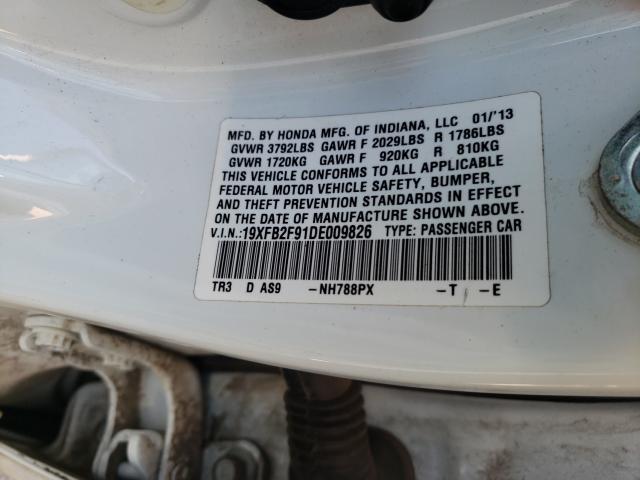 MFD. BY HONDA MFG. OF INDIANA, LLC 01/'13
GVWR 3792LBS GAWR F 2029LBS R 1786LBS
GVWR 1720KG GAWR F 920KG R 810KG
THIS VEHICLE CONFORMS TO ALL APPLICABLE
FEDERAL MOTOR VEHICLE SAFETY, BUMPER,
AND THEFT PREVENTION STANDARDS IN EFFECT
ON THE DATE OF MANUFACTURE SHOWN ABOVE.
V.I.N.:19XFB2F91DE009826 TYPE: PASSENGER CAR
TR3 D AS9 -NH788PX -T -E